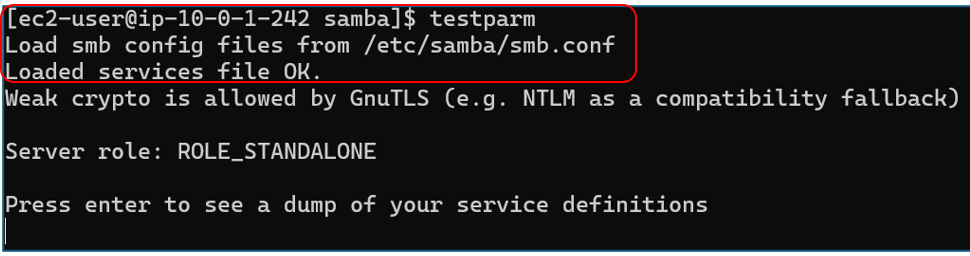 [ec2-user@ip-10-0-1-242 samba]$ testparm
Load smb config files from /etc/samba/smb.conf
Loaded services file OK.
Weak crypto is allowed by GnuTLS (e.g. NTLM as a compatibility fallback)
Server role: ROLE_STANDALONE
Press enter to see a dump of your service definitions